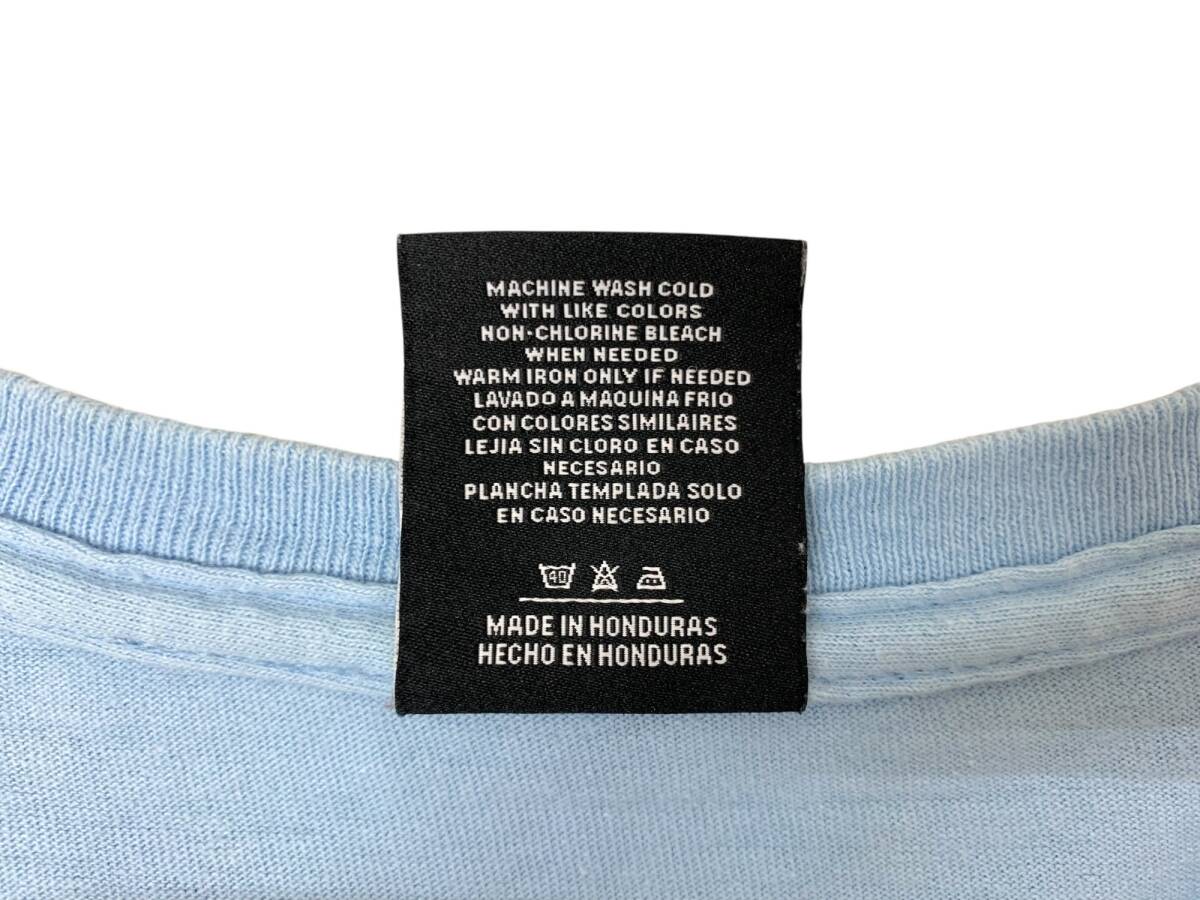 MACHINE WASH COLD
WITH LIKE COLORS
NON-CHLORINE BLEACH
WHEN NEEDED
WARM IRON ONLY IF NEEDED
LAVADO A MAQUINA FRIO
CON COLORES SIMILAIRES
LEJIA SIN CLORO EN CASO
NECESARIO
PLANCHA TEMPLADA SOLO
EN CASO NECESARIO
40
MADE IN HONDURAS
HECHO EN HONDURAS